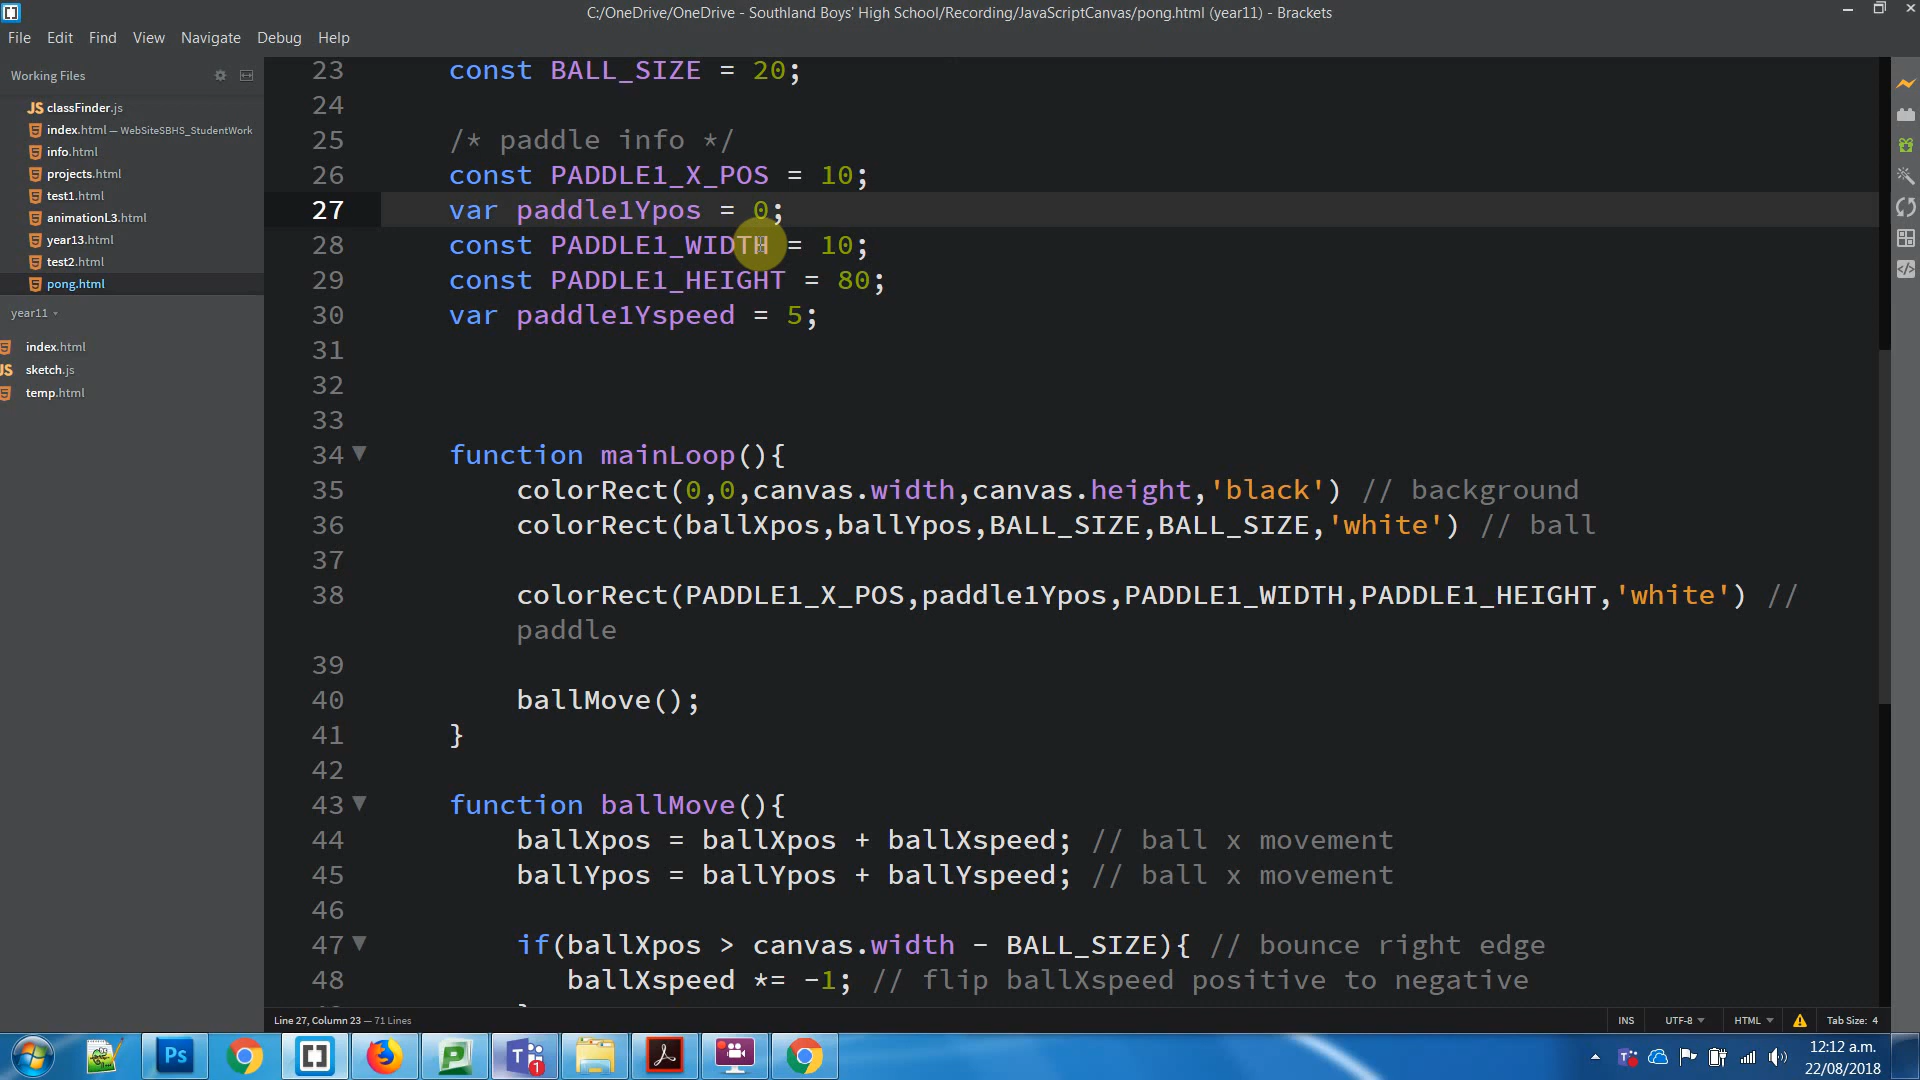 C:/OneDrive/OneDrive - Southland Boys' High School/Recording/JavaScriptCanvas/pong.html (year11) - Brackets
File Edit Find View Navigate Debug Help
Working Files
JS classFinder.js
index.html — WebSiteSBHS_StudentWork
info.html
projects.html
test1.html
animationL3.html
year13.html
test2.html
pong.html
year11
index.html
JS sketch.js
temp.html
23 const BALL_SIZE = 20;
24
25 /* paddle info */
26 const PADDLE1_X_POS = 10;
27 var paddle1Ypos = 0;
28 const PADDLE1_WIDTH = 10;
29 const PADDLE1_HEIGHT = 80;
30 var paddle1Yspeed = 5;
31
32
33
34 function mainLoop(){
35 colorRect(0,0,canvas.width,canvas.height,'black') // background
36 colorRect(ballXpos,ballYpos,BALL_SIZE,BALL_SIZE,'white') // ball
37
38 colorRect(PADDLE1_X_POS,paddle1Ypos,PADDLE1_WIDTH,PADDLE1_HEIGHT,'white') //
paddle
39
40 ballMove();
41 }
42
43 function ballMove(){
44 ballXpos = ballXpos + ballXspeed; // ball x movement
45 ballYpos = ballYpos + ballYspeed; // ball x movement
46
47 if(ballXpos > canvas.width - BALL_SIZE){ // bounce right edge
48 ballXspeed *= -1; // flip ballXspeed positive to negative
Line 27, Column 23 — 71 Lines
INS UTF-8 HTML Tab Size: 4
Ps
12:12 a.m.
22/08/2018